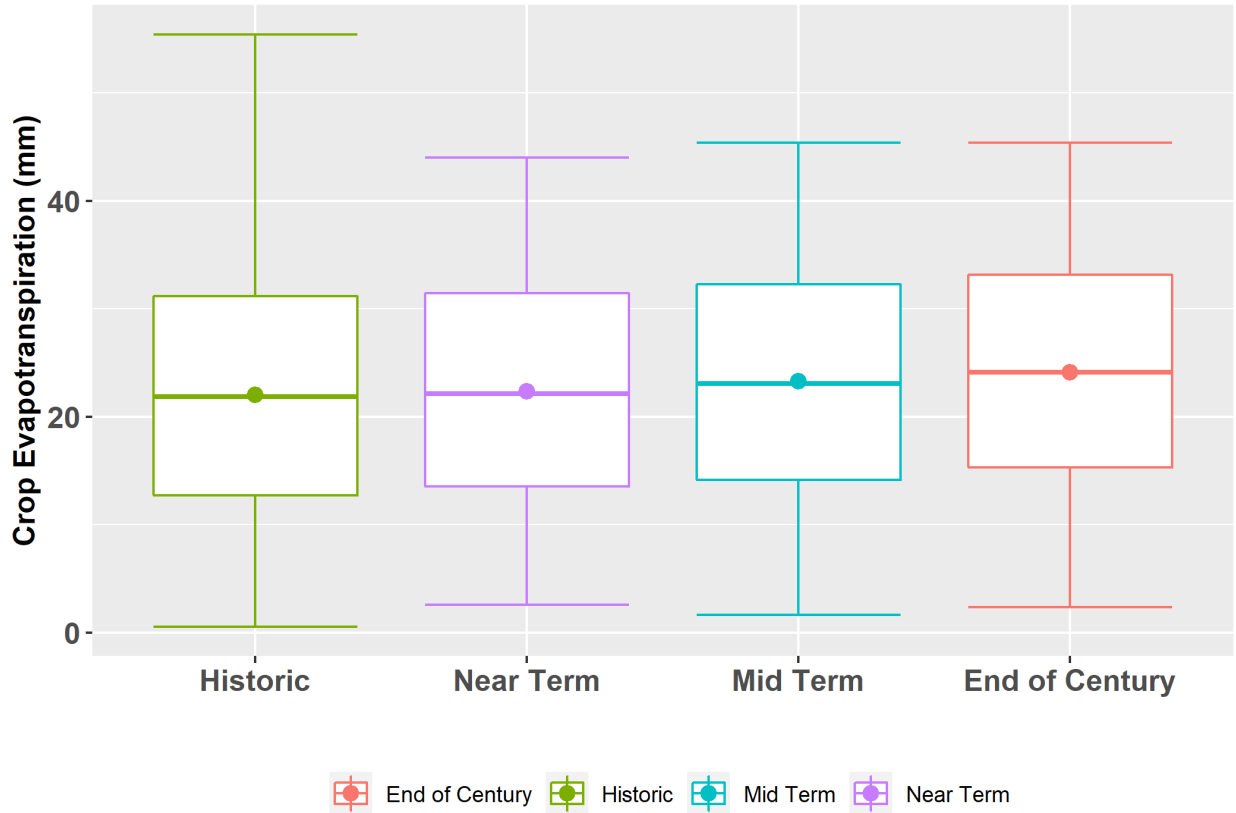 Crop Evapotranspiration (mm)
40
20
0
Historic Near Term Mid Term End of Century
End of Century Historic Mid Term Near Term